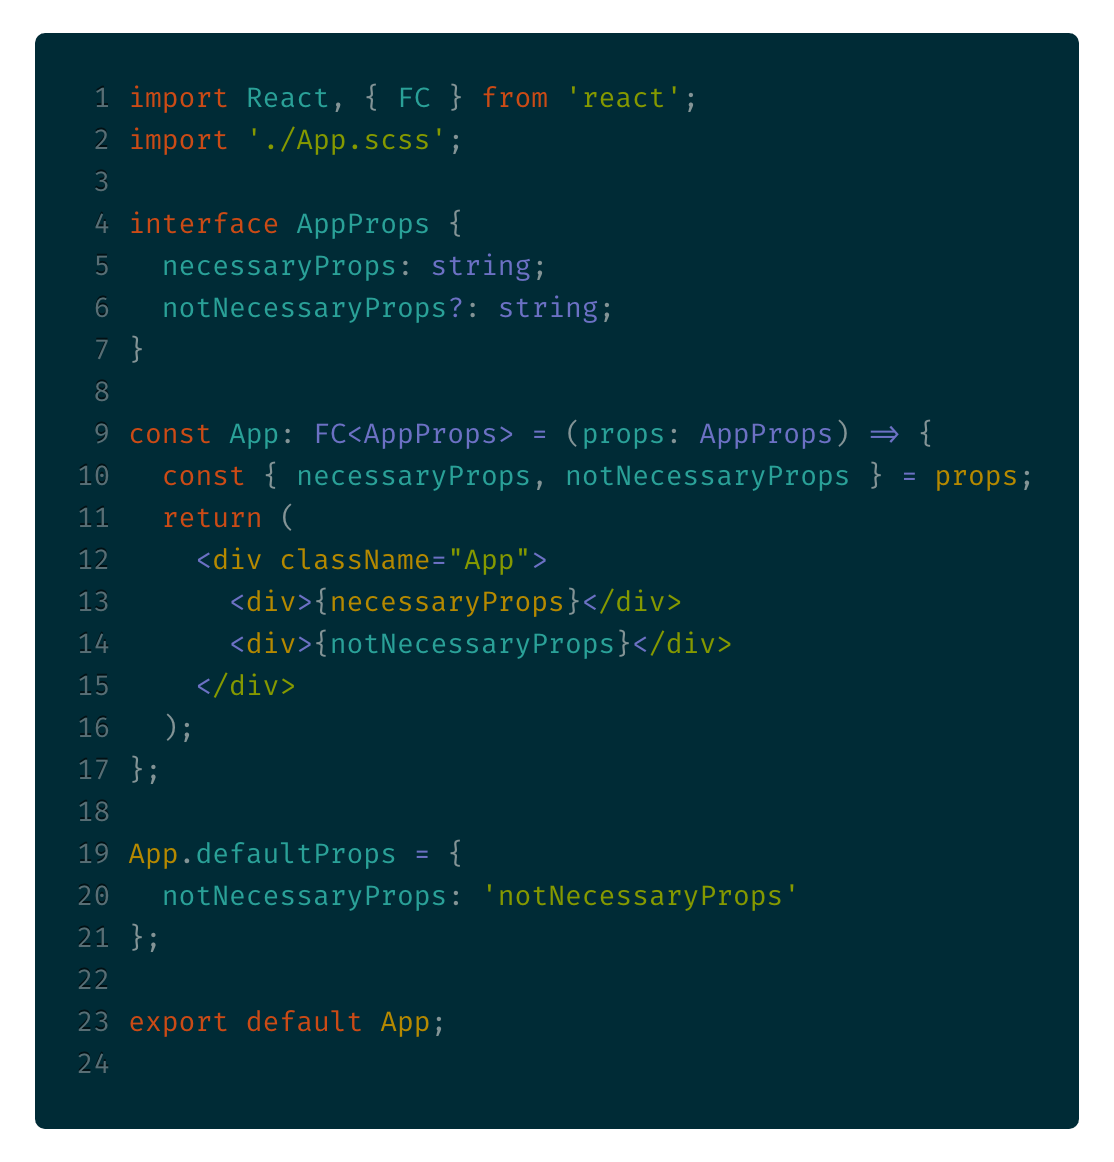 1 import React, { FC } from 'react';
2 import './App.scss';
3
4 interface AppProps {
5   necessaryProps: string;
6   notNecessaryProps?: string;
7 }
8
9 const App: FC<AppProps> = (props: AppProps) => {
10   const { necessaryProps, notNecessaryProps } = props;
11   return (
12     <div className="App">
13       <div>{necessaryProps}</div>
14       <div>{notNecessaryProps}</div>
15     </div>
16   );
17 };
18
19 App.defaultProps = {
20   notNecessaryProps: 'notNecessaryProps'
21 };
22
23 export default App;
24